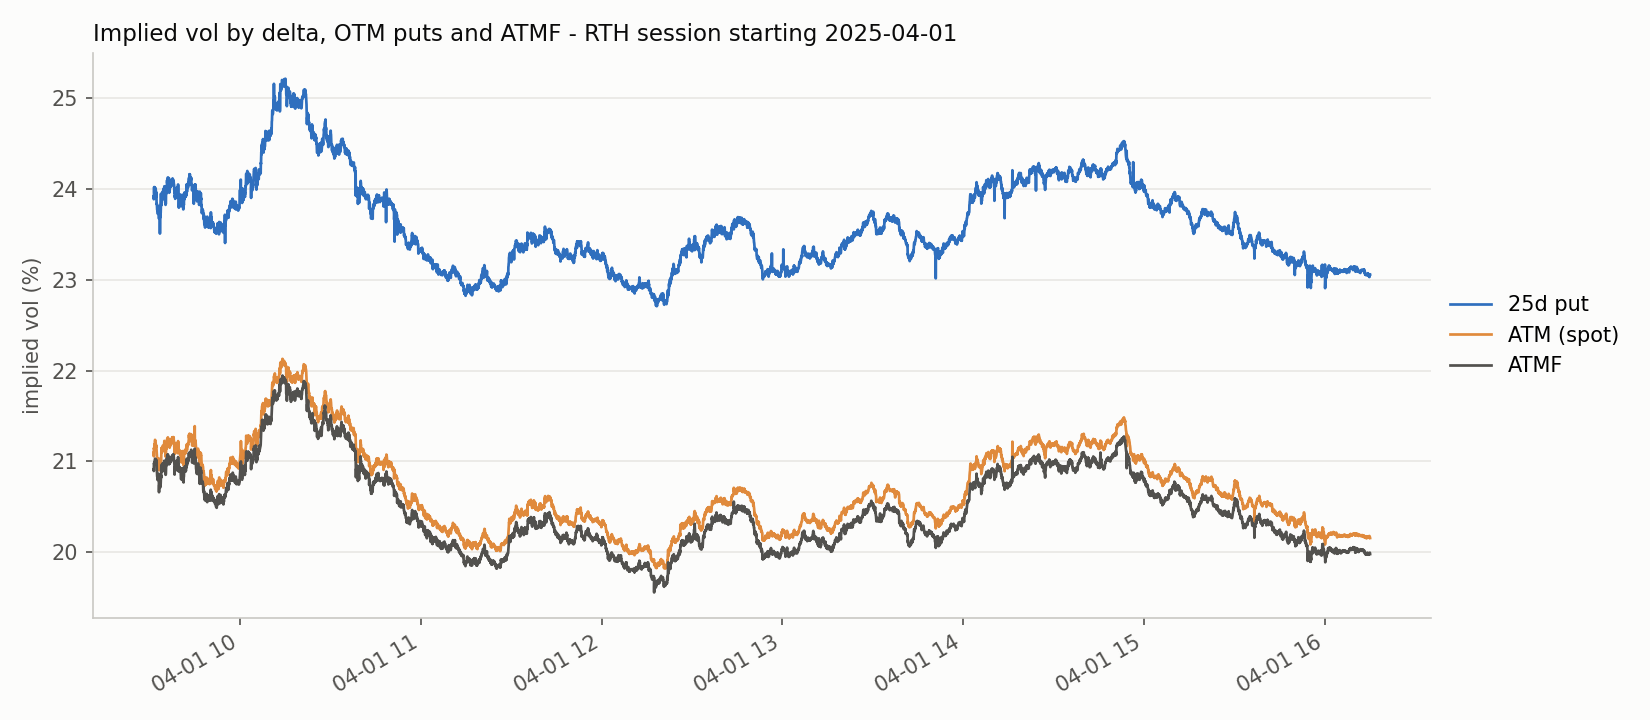 Implied vol by delta, OTM puts and ATMF - RTH session starting 2025-04-01
implied vol (%)
25
24
23
22
21
20
04-01 10
04-01 11
04-01 12
04-01 13
04-01 14
04-01 15
04-01 16
25d put
ATM (spot)
ATMF